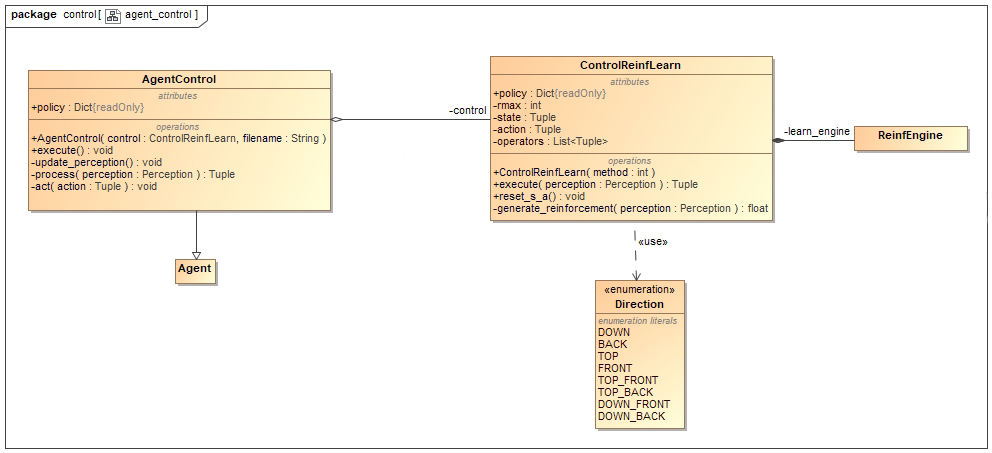 package control[ agent_control ]
AgentControl
attributes
+policy : Dict{readOnly}
operations
+AgentControl( control : ControlReinfLearn, filename : String )
+execute() : void
-update_perception() : void
-process( perception : Perception ) : Tuple
-act( action : Tuple ) : void
-control
ControlReinfLearn
attributes
+policy : Dict{readOnly}
-rmax : int
-state : Tuple
-action : Tuple
-operators : List<Tuple>
operations
+ControlReinfLearn( method : int )
+execute( perception : Perception ) : Tuple
+reset_s_a() : void
-generate_reinforcement( perception : Perception ) : float
-learn_engine
ReinfEngine
Agent
«use»
«enumeration»
Direction
enumeration literals
DOWN
BACK
TOP
FRONT
TOP_FRONT
TOP_BACK
DOWN_FRONT
DOWN_BACK